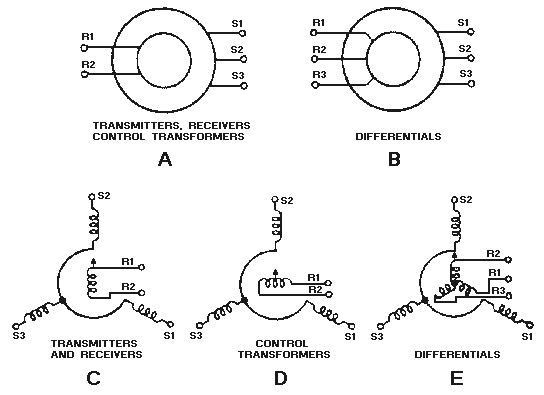 R1
R2
S1
S2
S3
TRANSMITTERS, RECEIVERS
CONTROL TRANSFORMERS
A
R1
R2
R3
S1
S2
S3
DIFFERENTIALS
B
S2
R1
R2
S3
S1
TRANSMITTERS
AND RECEIVERS
C
S2
R1
R2
S3
S1
CONTROL
TRANSFORMERS
D
S2
R2
R1
R3
S3
S1
DIFFERENTIALS
E